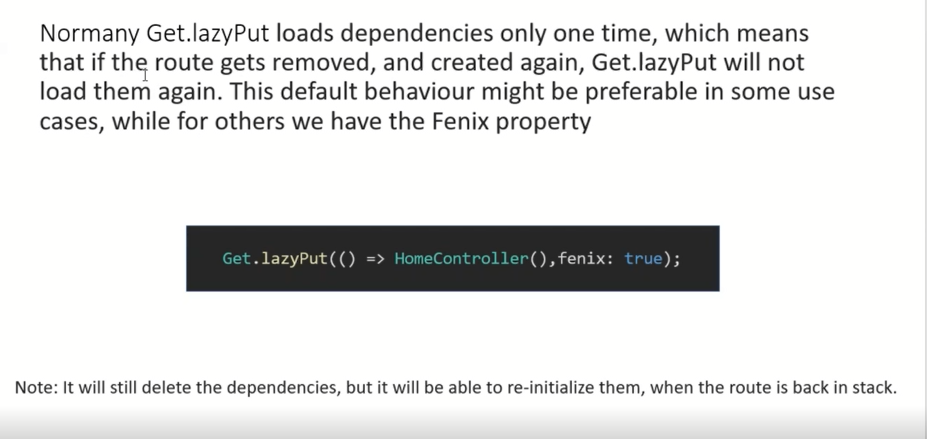 Normany Get.lazyPut loads dependencies only one time, which means
that if the route gets removed, and created again, Get.lazyPut will not
load them again. This default behaviour might be preferable in some use
cases, while for others we have the Fenix property
Get.lazyPut(() => HomeController(),fenix: true);
Note: It will still delete the dependencies, but it will be able to re-initialize them, when the route is back in stack.